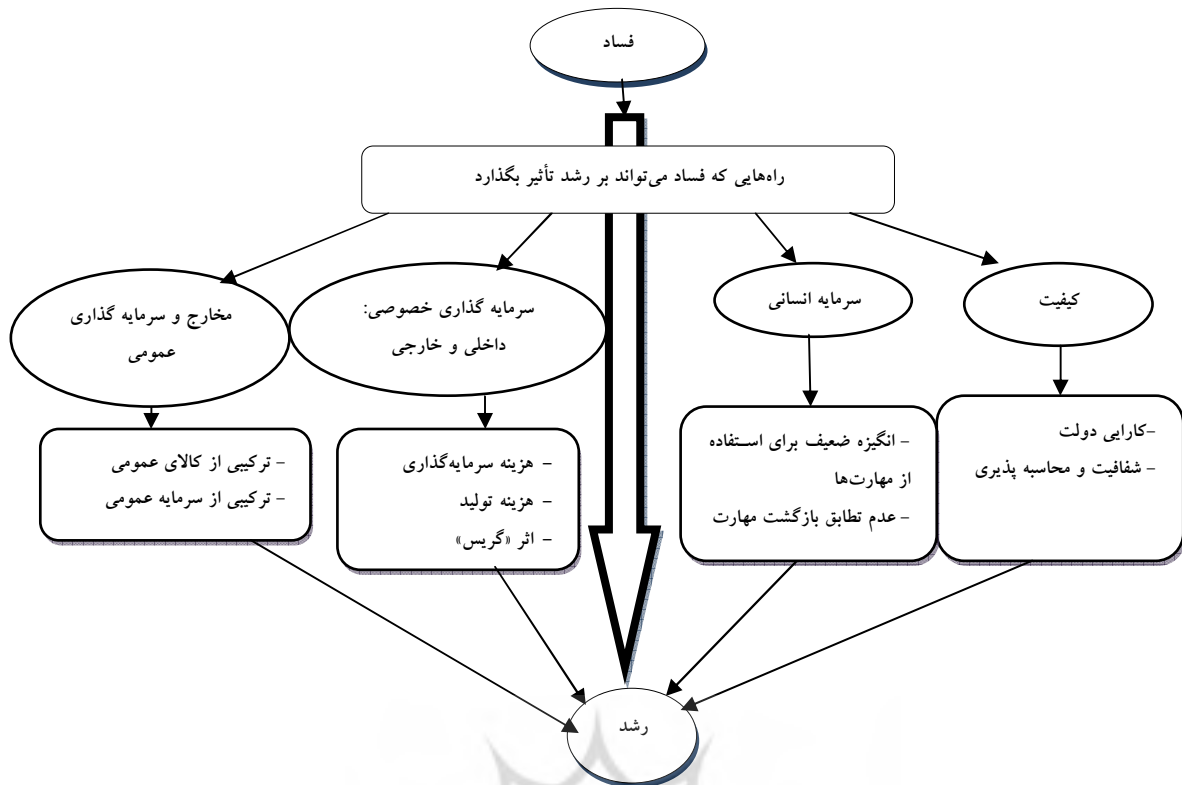 فساد
راه‌هایی که فساد می‌تواند بر رشد تأثیر بگذارد
کیفیت
سرمایه انسانی
سرمایه گذاری خصوصی:
داخلی و خارجی
مخارج و سرمایه گذاری
عمومی
-کارایی دولت
- شفافیت و محاسبه پذیری
- انگیزه ضعیف برای استفاده
از مهارت‌ها
- عدم تطابق بازگشت مهارت
- هزینه سرمایه‌گذاری
- هزینه تولید
- اثر «گریس»
- ترکیبی از کالای عمومی
- ترکیبی از سرمایه عمومی
رشد